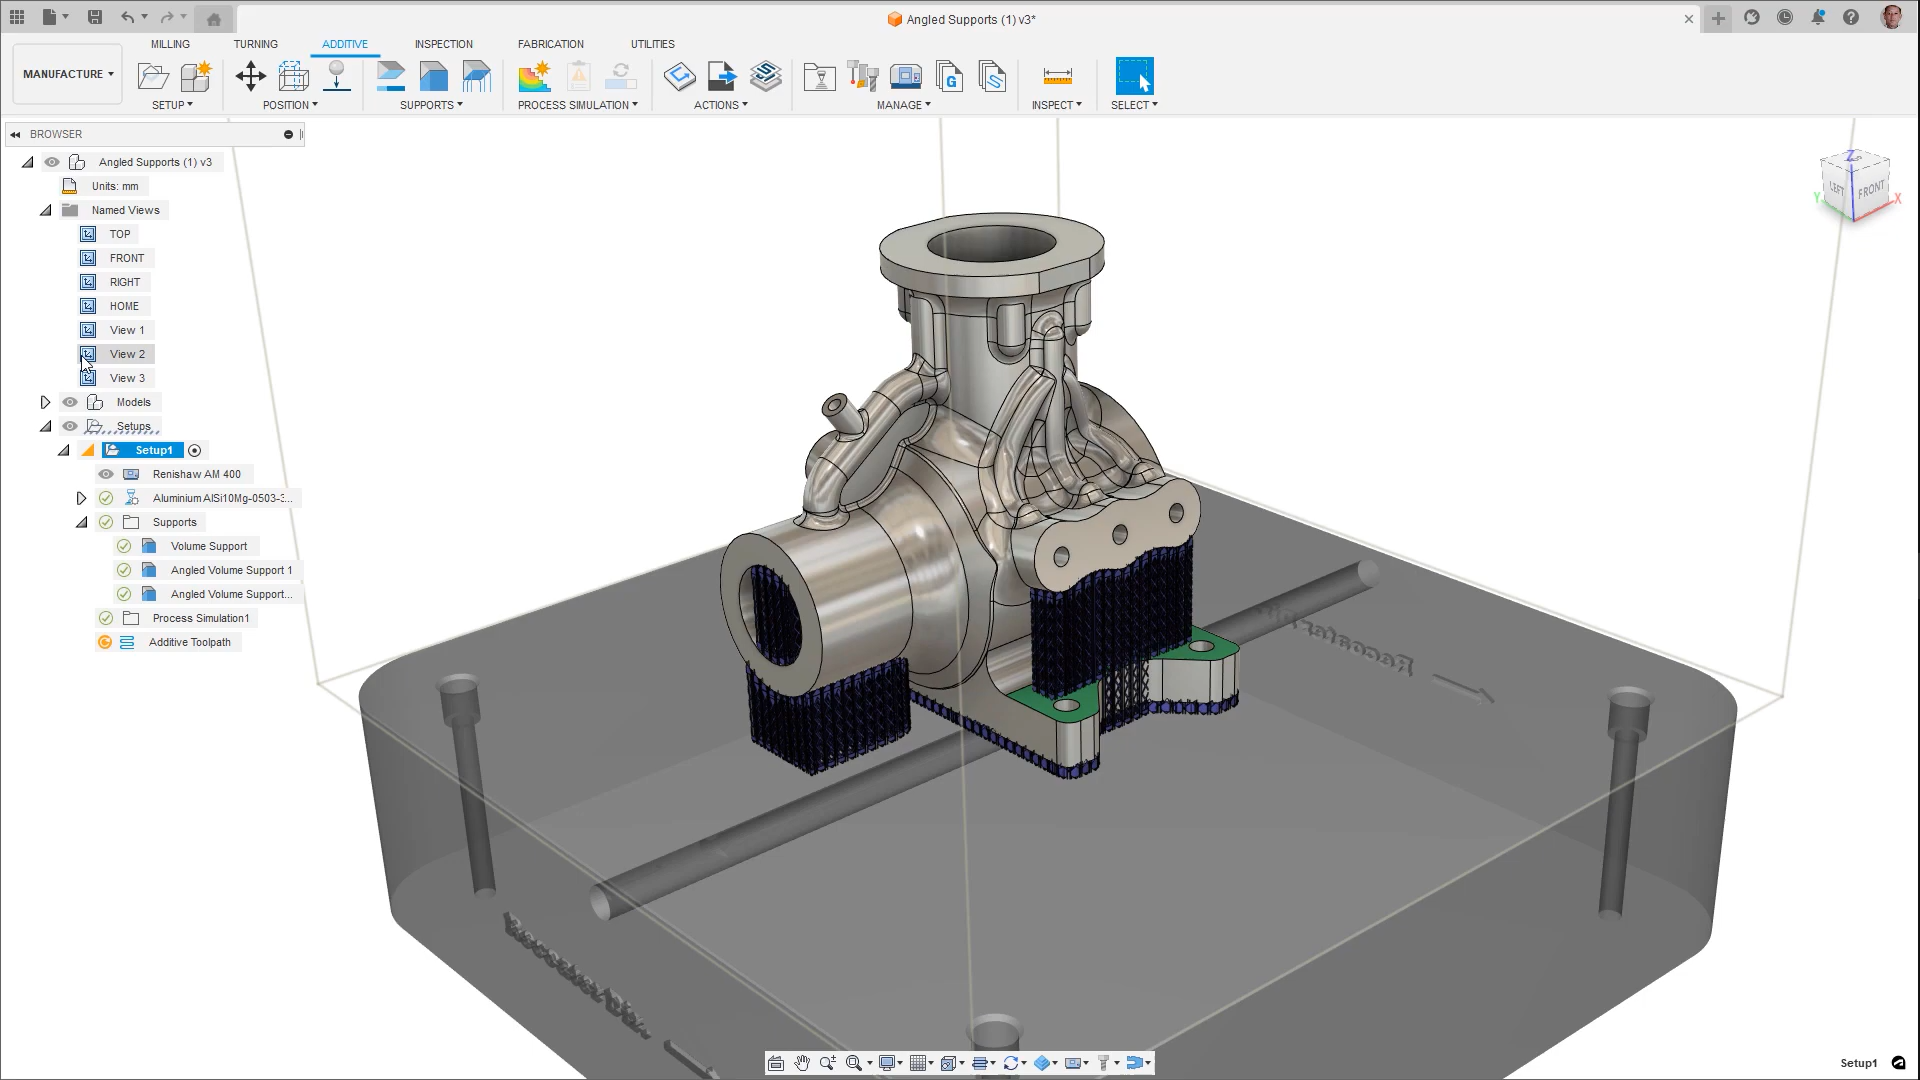 Angled Supports (1) v3*
MANUFACTURE
MILLING
TURNING
ADDITIVE
INSPECTION
FABRICATION
UTILITIES
SETUP
POSITION
SUPPORTS
PROCESS SIMULATION
ACTIONS
MANAGE
INSPECT
SELECT
BROWSER
Angled Supports (1) v3
Units: mm
Named Views
TOP
FRONT
RIGHT
HOME
View 1
View 2
View 3
Models
Setups
Setup1
Renishaw AM 400
Aluminium AlSi10Mg-0503-3...
Supports
Volume Support
Angled Volume Support 1
Angled Volume Support...
Process Simulation1
Additive Toolpath
Z
LEFT
FRONT
Y
X
G
Setup1